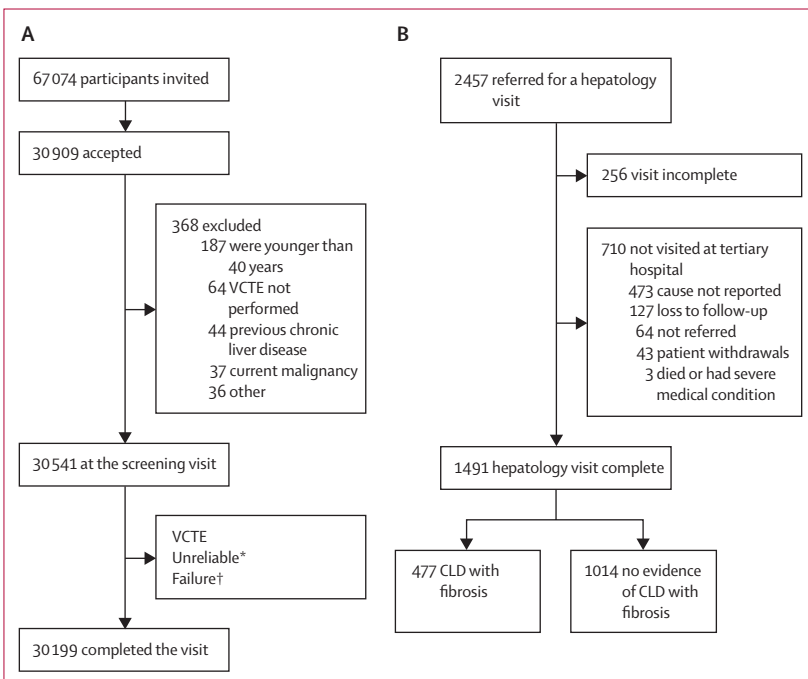 A
67 074 participants invited
30 909 accepted
368 excluded
187 were younger than
40 years
64 VCTE not
performed
44 previous chronic
liver disease
37 current malignancy
36 other
30 541 at the screening visit
VCTE
Unreliable*
Failure†
30 199 completed the visit
B
2457 referred for a hepatology
visit
256 visit incomplete
710 not visited at tertiary
hospital
473 cause not reported
127 loss to follow-up
64 not referred
43 patient withdrawals
3 died or had severe
medical condition
1491 hepatology visit complete
477 CLD with
fibrosis
1014 no evidence
of CLD with
fibrosis